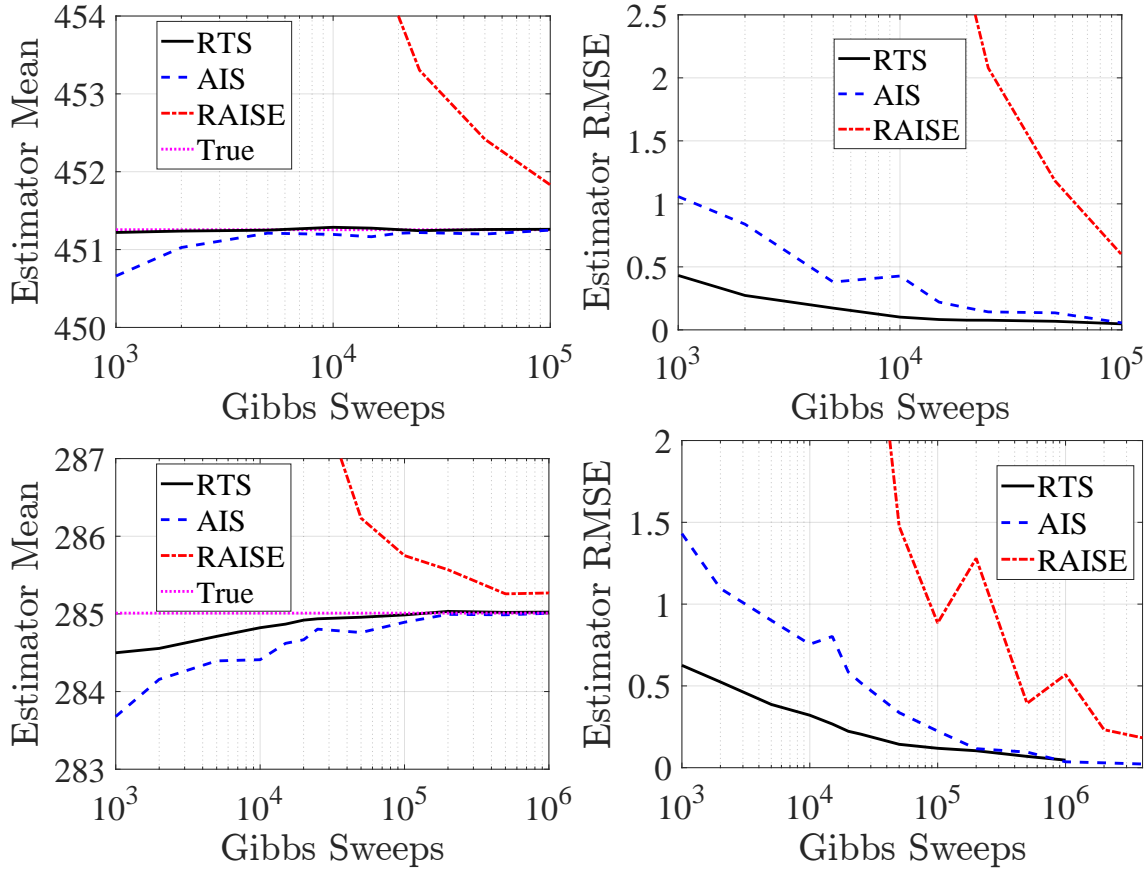 454
453
452
451
450
Estimator Mean
RTS
AIS
RAISE
True
10^3
10^4
10^5
Gibbs Sweeps
2.5
2
1.5
1
0.5
0
Estimator RMSE
RTS
AIS
RAISE
10^3
10^4
10^5
Gibbs Sweeps
287
286
285
284
283
Estimator Mean
RTS
AIS
RAISE
True
10^3
10^4
10^5
10^6
Gibbs Sweeps
2
1.5
1
0.5
0
Estimator RMSE
RTS
AIS
RAISE
10^3
10^4
10^5
10^6
Gibbs Sweeps